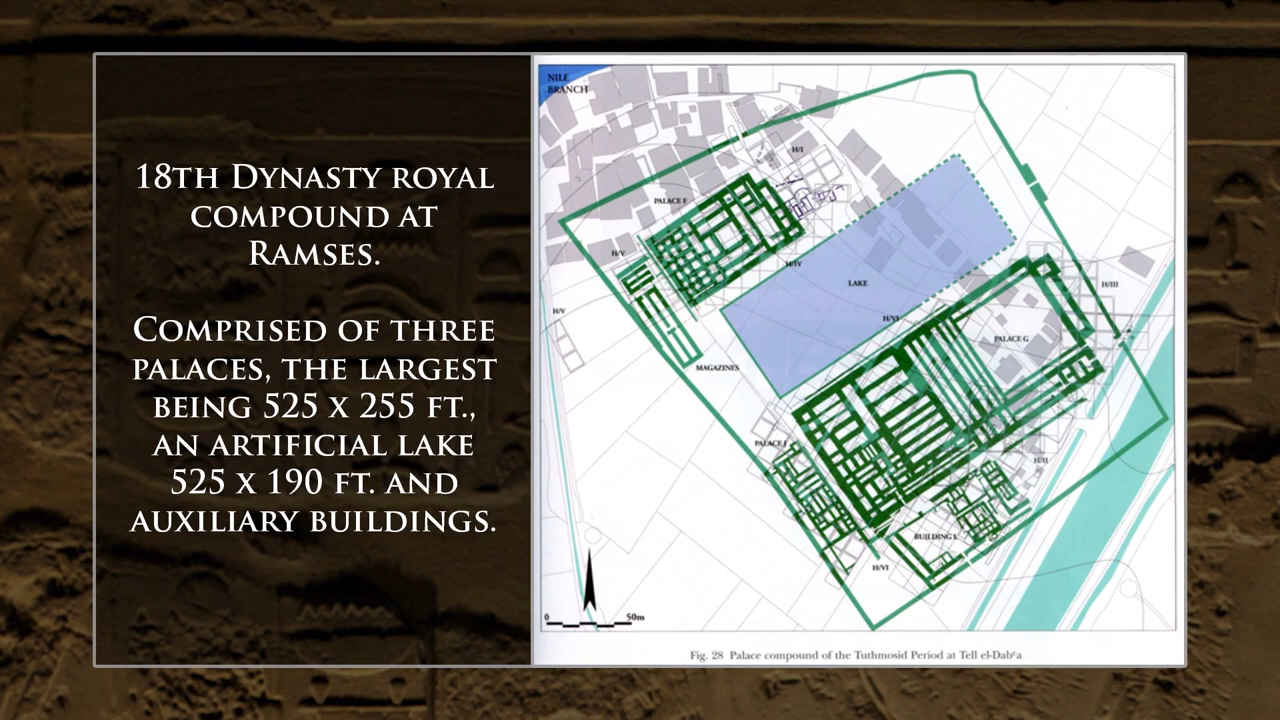 18TH DYNASTY ROYAL
COMPOUND AT
RAMSES.
COMPRISED OF THREE
PALACES, THE LARGEST
BEING 525 X 255 FT.,
AN ARTIFICIAL LAKE
525 X 190 FT. AND
AUXILIARY BUILDINGS.
NILE
BRANCH
H/I
PALACE F
H/V
H/IV
LAKE
H/III
H/V
H/VI
PALACE G
MAGAZINES
PALACE J
H/II
BUILDING L
H/VI
0 50m
Fig. 28 Palace compound of the Tuthmosid Period at Tell el-Dabᶜa